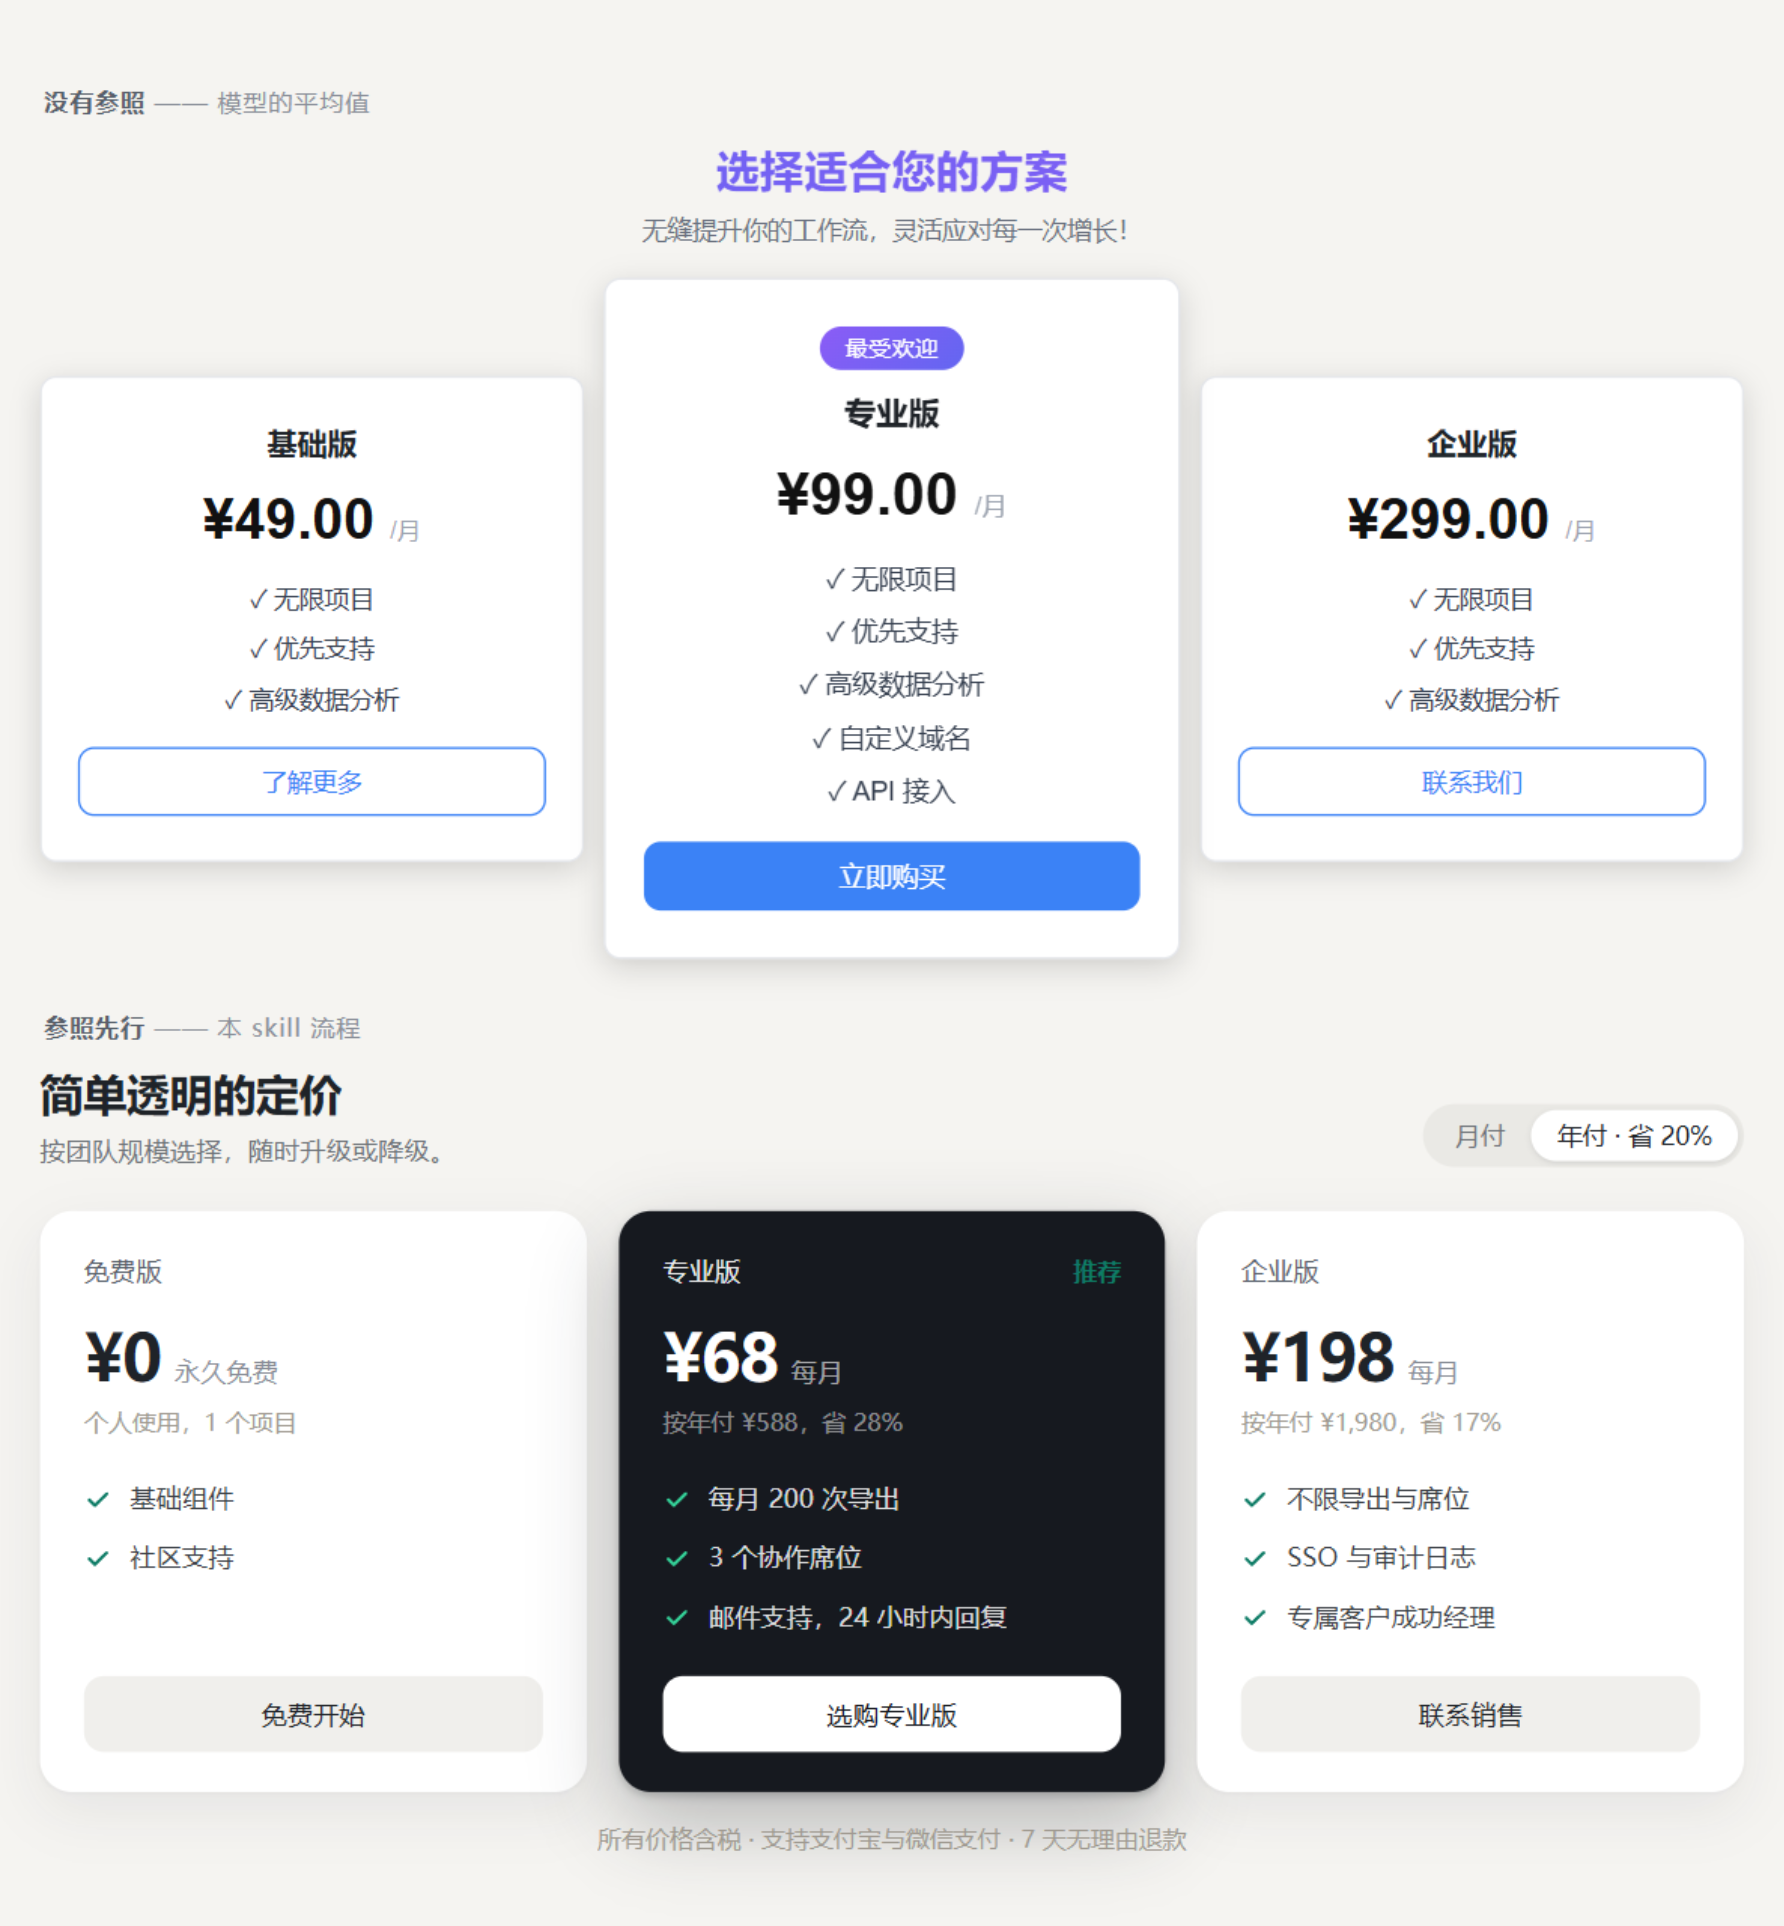 没有参照 —— 模型的平均值
选择适合您的方案
无缝提升你的工作流，灵活应对每一次增长！
基础版
¥49.00 /月
✓ 无限项目
✓ 优先支持
✓ 高级数据分析
了解更多
最受欢迎
专业版
¥99.00 /月
✓ 无限项目
✓ 优先支持
✓ 高级数据分析
✓ 自定义域名
✓ API 接入
立即购买
企业版
¥299.00 /月
✓ 无限项目
✓ 优先支持
✓ 高级数据分析
联系我们
参照先行 —— 本 skill 流程
简单透明的定价
按团队规模选择，随时升级或降级。
月付 年付 · 省 20%
免费版
¥0 永久免费
个人使用，1 个项目
基础组件
社区支持
免费开始
专业版 推荐
¥68 每月
按年付 ¥588，省 28%
每月 200 次导出
3 个协作席位
邮件支持，24 小时内回复
选购专业版
企业版
¥198 每月
按年付 ¥1,980，省 17%
不限导出与席位
SSO 与审计日志
专属客户成功经理
联系销售
所有价格含税 · 支持支付宝与微信支付 · 7 天无理由退款